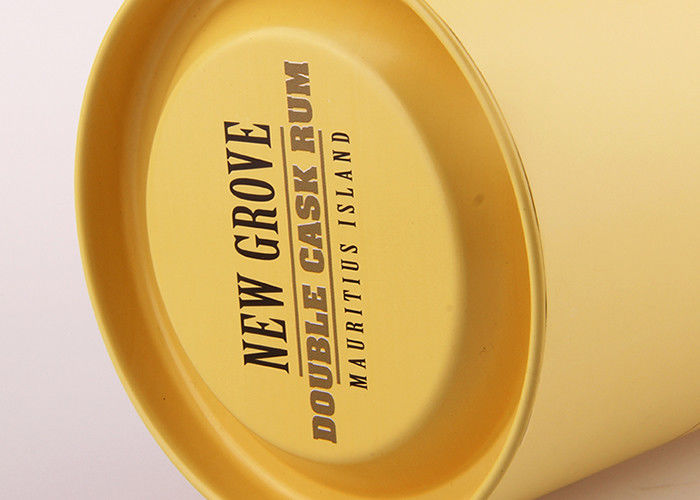 NEW GROVE
DOUBLE CASK RUM
MAURITIUS ISLAND